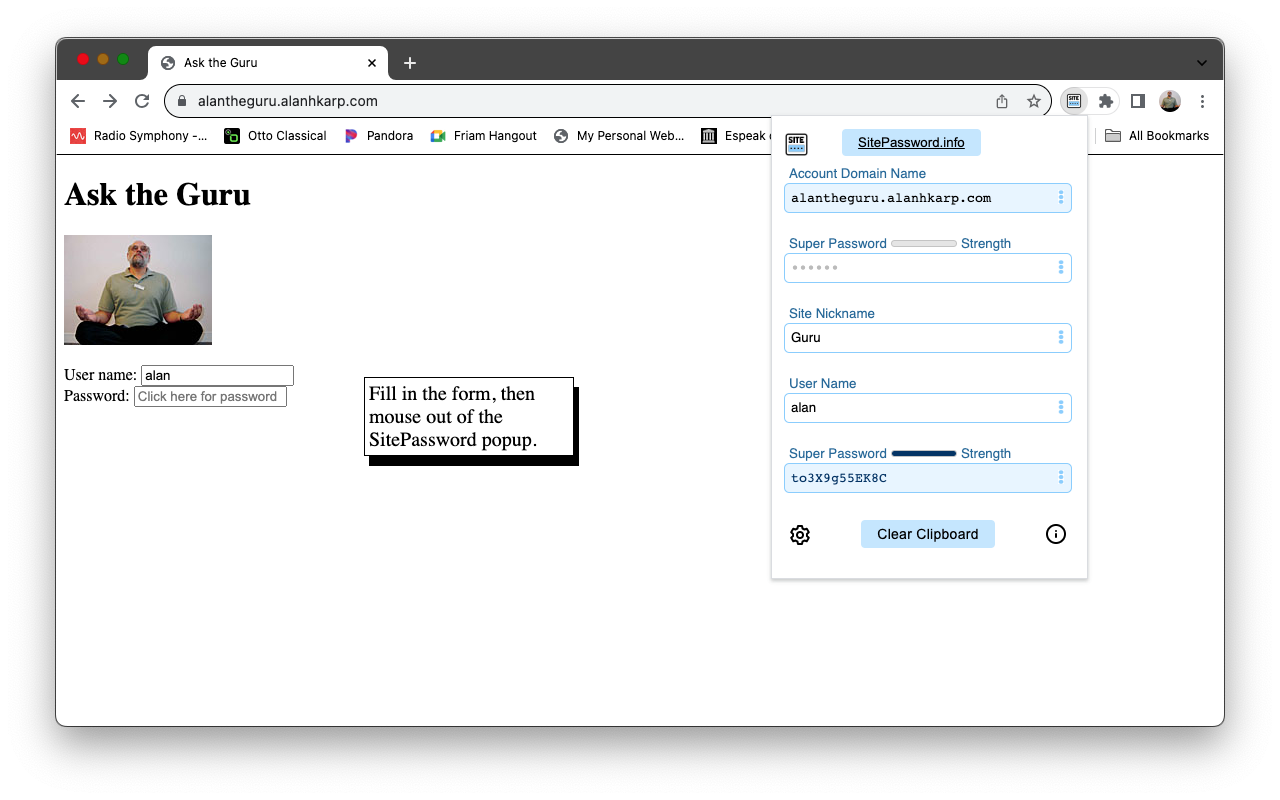 Ask the Guru
alantheguru.alanhkarp.com
SITE
Radio Symphony -... Otto Classical Pandora Friam Hangout My Personal Web... Espeak All Bookmarks
SITE SitePassword.info
Account Domain Name
alantheguru.alanhkarp.com
Super Password Strength
Site Nickname
Guru
User Name
alan
Super Password Strength
to3X9g55EK8C
Clear Clipboard
Ask the Guru
User name: alan
Password: Click here for password
Fill in the form, then
mouse out of the
SitePassword popup.